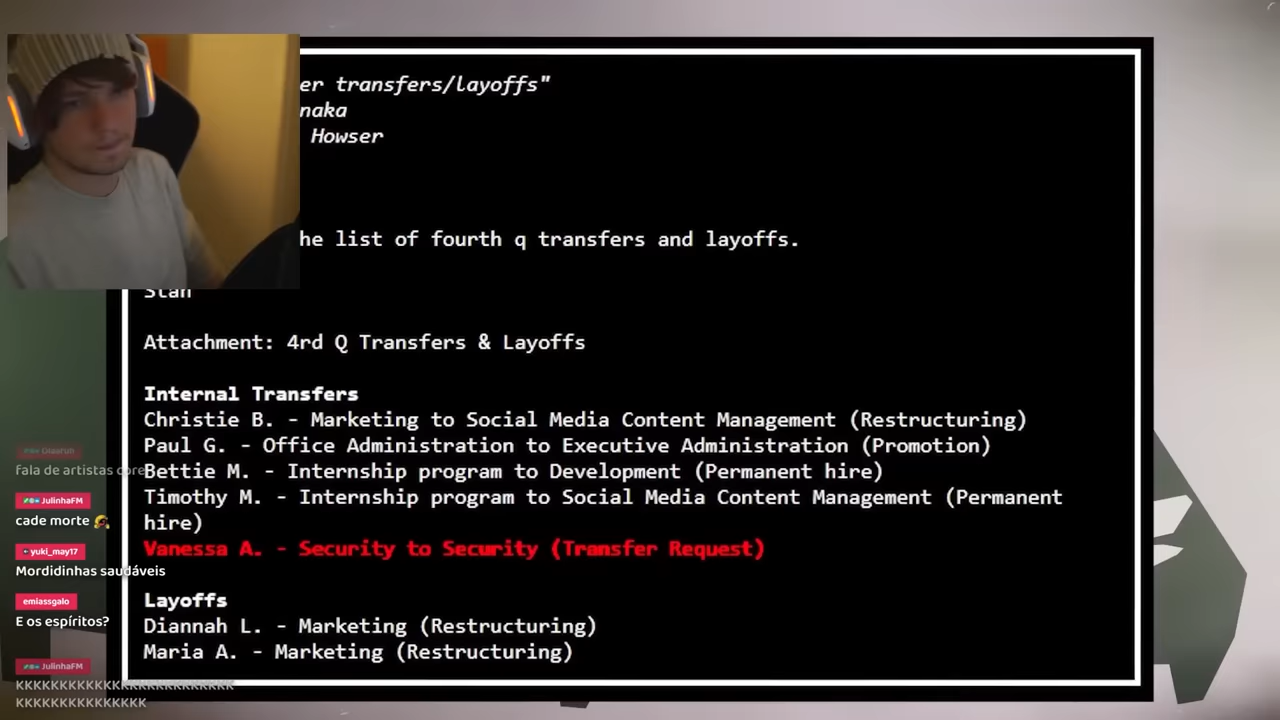 er transfers/layoffs"
naka
Howser
he list of fourth q transfers and layoffs.
Stan
Attachment: 4rd Q Transfers & Layoffs
Internal Transfers
Christie B. - Marketing to Social Media Content Management (Restructuring)
Paul G. - Office Administration to Executive Administration (Promotion)
Bettie M. - Internship program to Development (Permanent hire)
Timothy M. - Internship program to Social Media Content Management (Permanent
hire)
Vanessa A. - Security to Security (Transfer Request)
Layoffs
Diannah L. - Marketing (Restructuring)
Maria A. - Marketing (Restructuring)
fala de artistas core
JulinhaFM
cade morte
yuki_may17
Mordidinhas saudáveis
emiassgalo
E os espíritos?
JulinhaFM
KKKKKKKKKKKKKKKKKKKKKKKK
KKKKKKKKKKKKKK